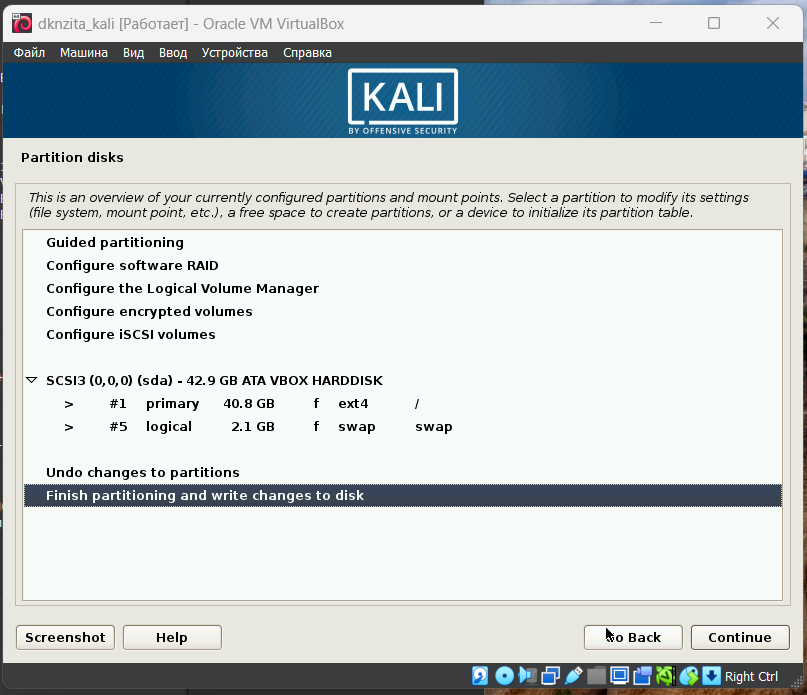 dknzita_kali [Работает] - Oracle VM VirtualBox
Файл Машина Вид Ввод Устройства Справка
KALI
BY OFFENSIVE SECURITY
Partition disks
This is an overview of your currently configured partitions and mount points. Select a partition to modify its settings
(file system, mount point, etc.), a free space to create partitions, or a device to initialize its partition table.
Guided partitioning
Configure software RAID
Configure the Logical Volume Manager
Configure encrypted volumes
Configure iSCSI volumes
SCSI3 (0,0,0) (sda) - 42.9 GB ATA VBOX HARDDISK
> #1 primary 40.8 GB f ext4 /
> #5 logical 2.1 GB f swap swap
Undo changes to partitions
Finish partitioning and write changes to disk
Screenshot Help Go Back Continue
Right Ctrl